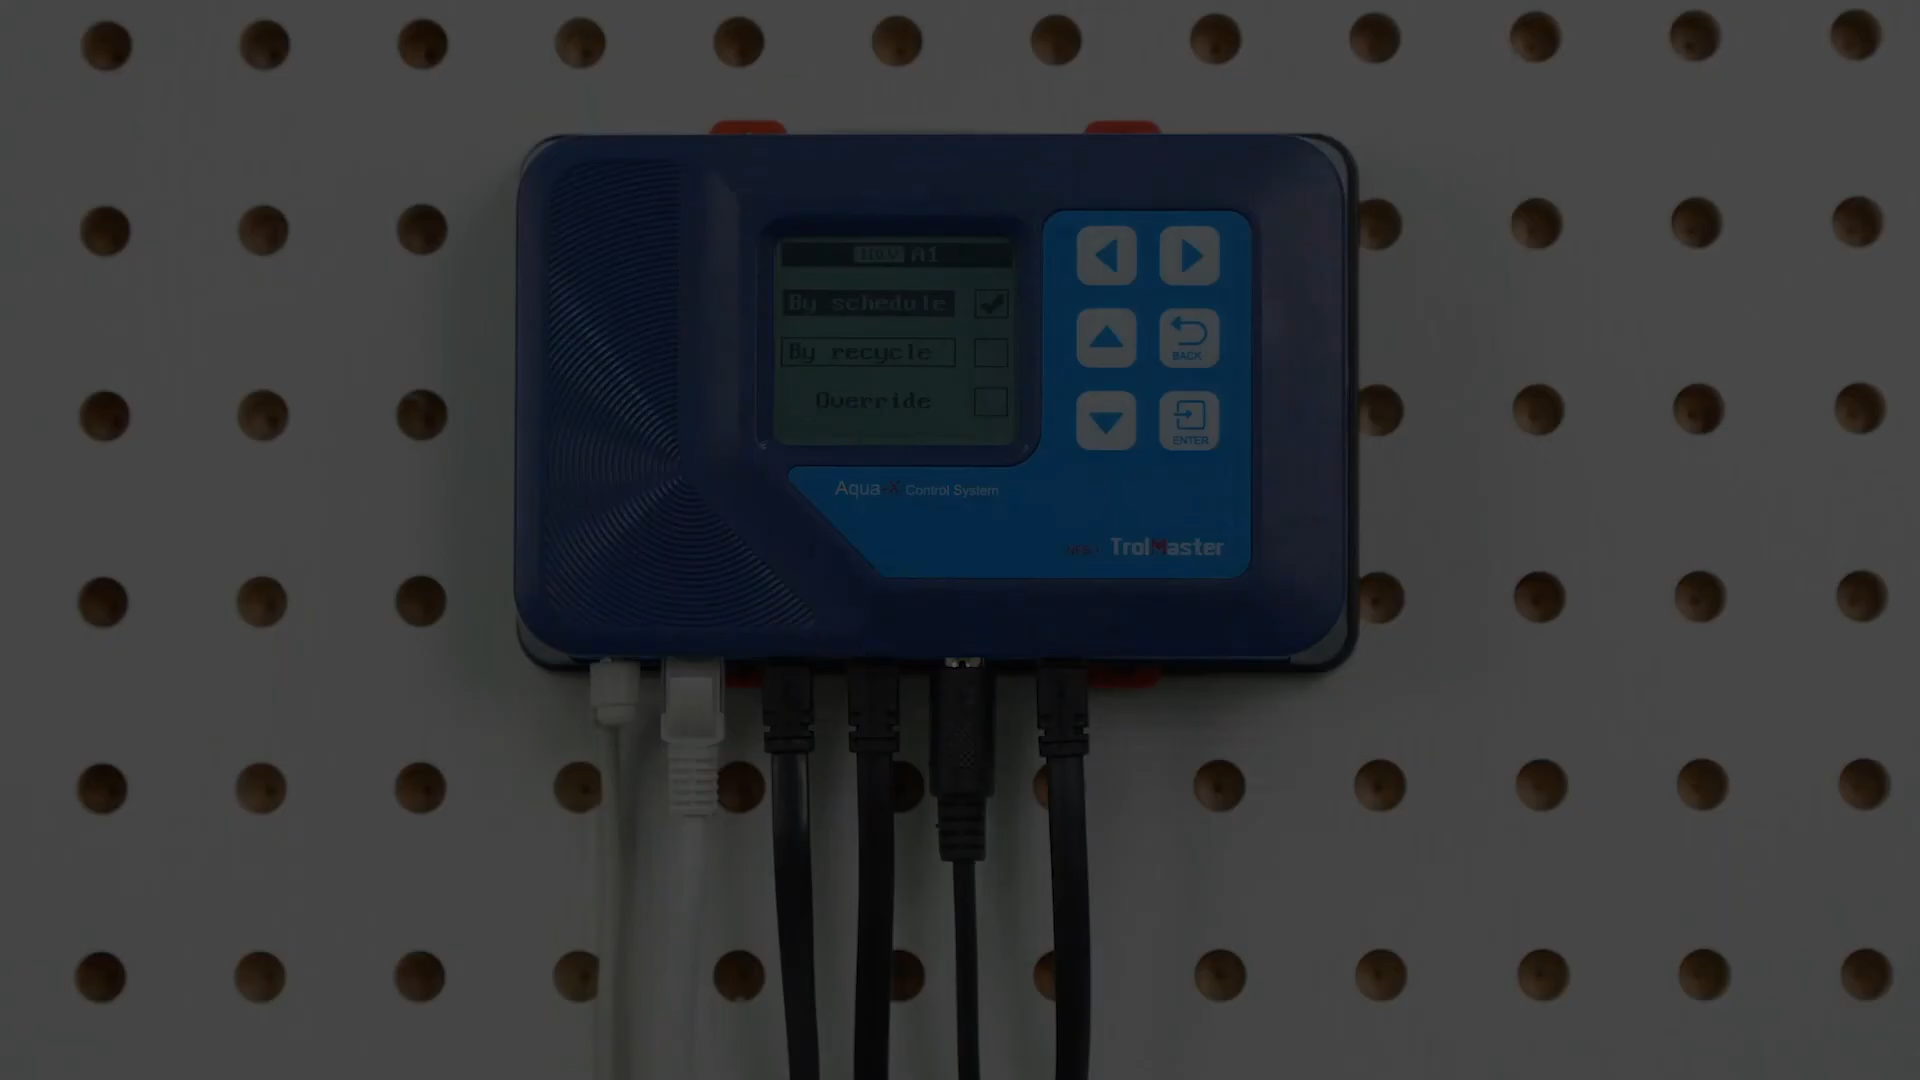 A1
By schedule
By recycle
Override
BACK
ENTER
Aqua-X Control System
TrolMaster